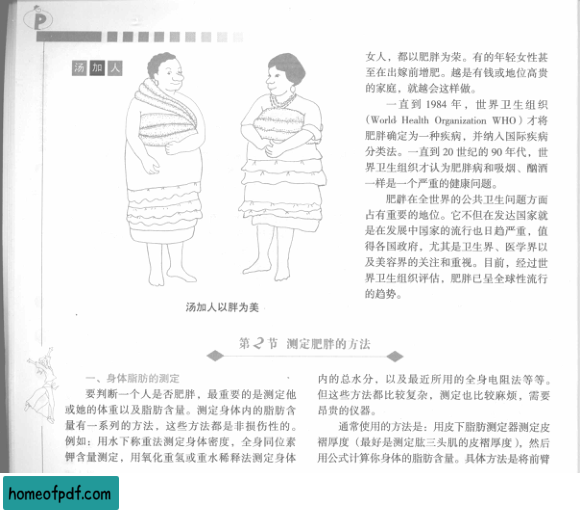 P
汤加人
汤加人以胖为美
女人，都以肥胖为荣。有的年轻女性甚
至在出嫁前增肥。越是有钱或地位高贵
的家庭，就越会这样做。
一直到 1984 年，世界卫生组织
(World Health Organization WHO) 才将
肥胖确定为一种疾病，并纳入国际疾病
分类法。一直到 20 世纪的 90 年代，世
界卫生组织才认为肥胖病和吸烟、酗酒
一样是一个严重的健康问题。
肥胖在全世界的公共卫生问题方面
占有重要的地位。它不但在发达国家就
是在发展中国家的流行也日趋严重，值
得各国政府，尤其是卫生界、医学界以
及美容界的关注和重视。目前，经过世
界卫生组织评估，肥胖已呈全球性流行
的趋势。
第2节 测定肥胖的方法
一、身体脂肪的测定
要判断一个人是否肥胖，最重要的是测定他
或她的体重以及脂肪含量。测定身体内的脂肪含
量有一系列的方法，这些方法都是非损伤性的。
例如：用水下称重法测定身体密度，全身同位素
钾含量测定，用氧化重氢或重水稀释法测定身体
内的总水分，以及最近所用的全身电阻法等等。
但这些方法都比较复杂，测定也比较麻烦，需要
昂贵的仪器。
通常使用的方法是：用皮下脂肪测定器测定皮
褶厚度（最好是测定肱三头肌的皮褶厚度），然后
用公式计算你身体的脂肪含量。具体方法是将前臂
homeofpdf.com